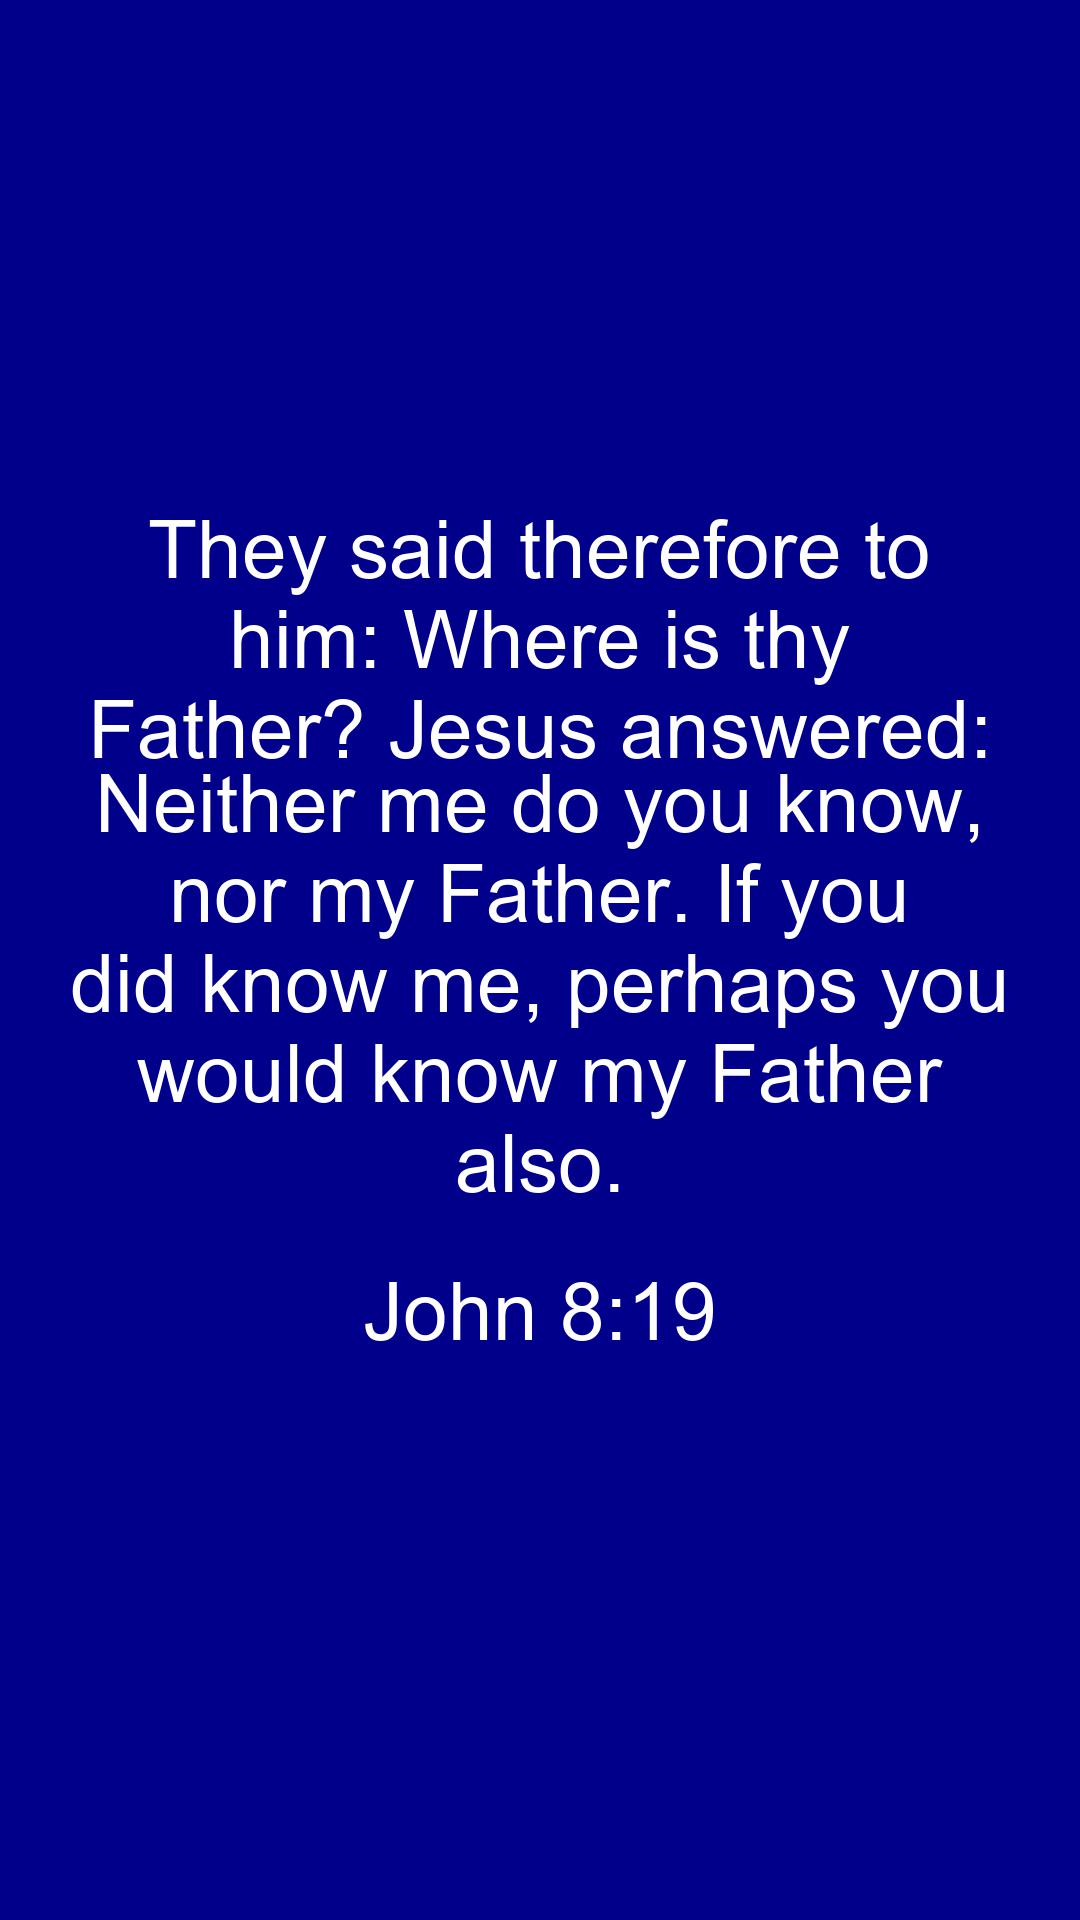 They said therefore to
him: Where is thy
Father? Jesus answered:
Neither me do you know,
nor my Father. If you
did know me, perhaps you
would know my Father
also.
John 8:19